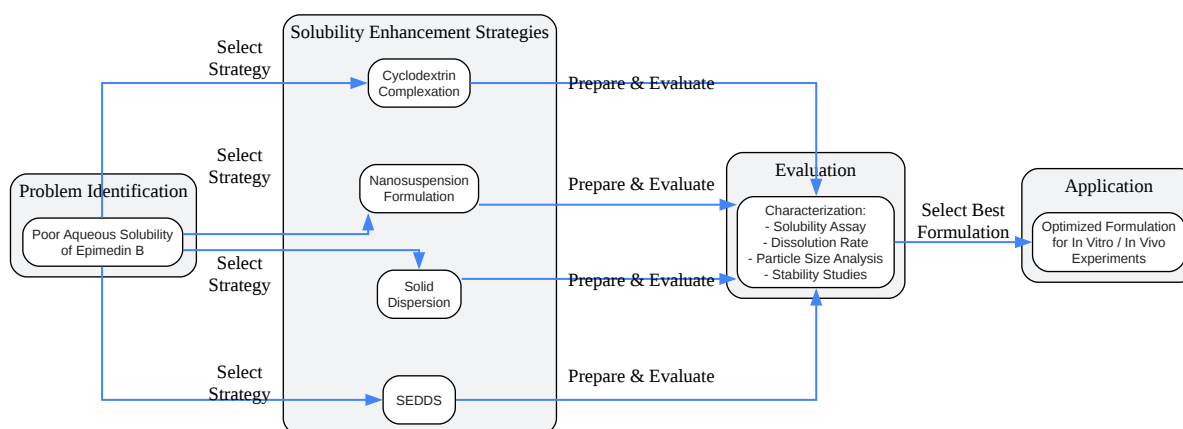 Solubility Enhancement Strategies
Select
Strategy
Cyclodextrin
Complexation
Prepare & Evaluate
Select
Strategy
Nanosuspension
Formulation
Prepare & Evaluate
Problem Identification
Poor Aqueous Solubility
of Epimedin B
Select
Strategy
Solid
Dispersion
Prepare & Evaluate
Select
Strategy
SEDDS
Prepare & Evaluate
Evaluation
Characterization:
- Solubility Assay
- Dissolution Rate
- Particle Size Analysis
- Stability Studies
Select Best
Formulation
Application
Optimized Formulation
for In Vitro / In Vivo
Experiments